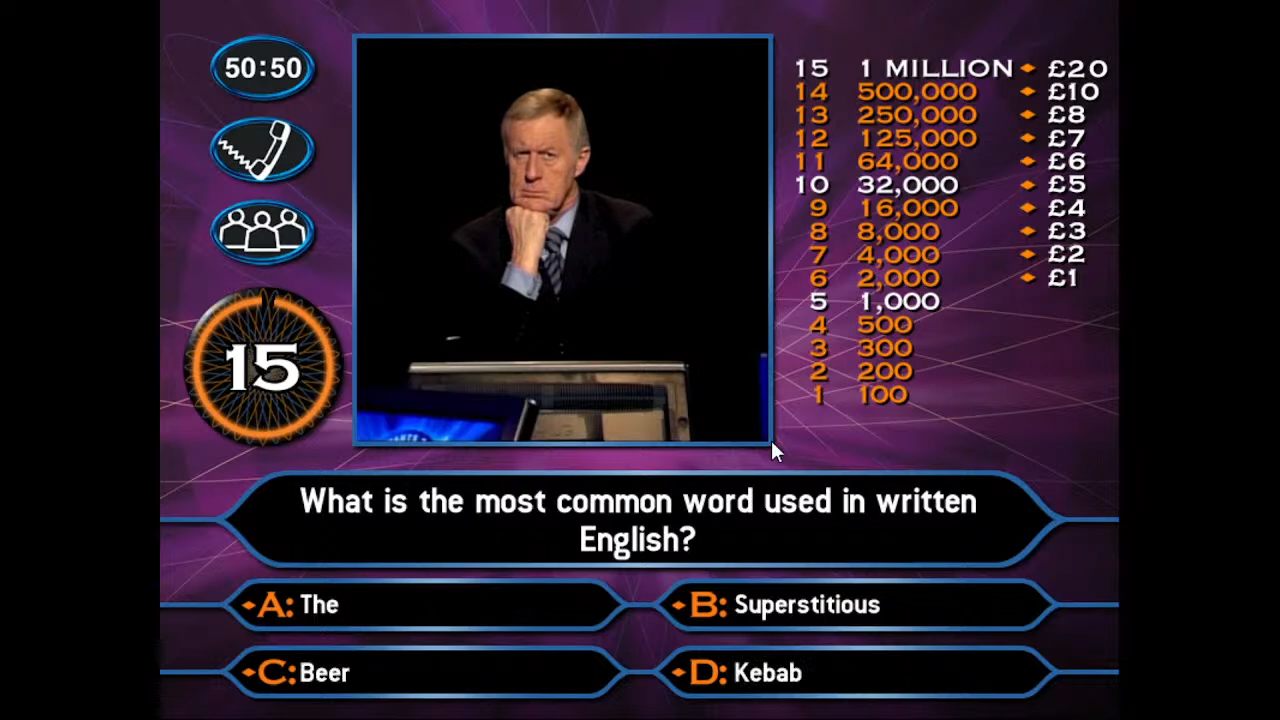 50:50
15
15 1 MILLION £20
14 500,000 £10
13 250,000 £8
12 125,000 £7
11 64,000 £6
10 32,000 £5
9 16,000 £4
8 8,000 £3
7 4,000 £2
6 2,000 £1
5 1,000
4 500
3 300
2 200
1 100
What is the most common word used in written
English?
A: The
B: Superstitious
C: Beer
D: Kebab